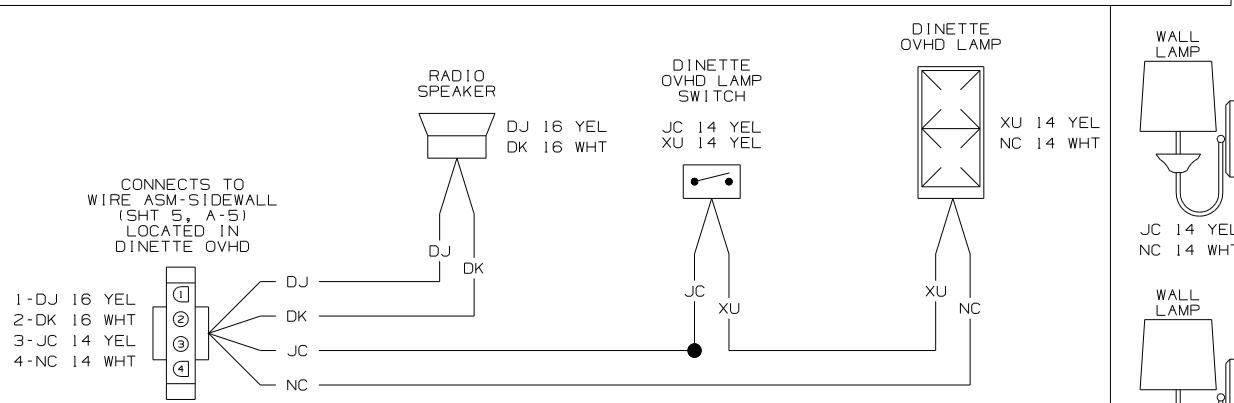 DINETTE
OVHD LAMP
WALL
LAMP
RADIO
SPEAKER
DINETTE
OVHD LAMP
SWITCH
DJ 16 YEL
DK 16 WHT
JC 14 YEL
XU 14 YEL
XU 14 YEL
NC 14 WHT
CONNECTS TO
WIRE ASM-SIDEWALL
(SHT 5, A-5)
LOCATED IN
DINETTE OVHD
JC 14 YEL
NC 14 WHT
DJ
DK
1-DJ 16 YEL
2-DK 16 WHT
3-JC 14 YEL
4-NC 14 WHT
1
2
3
4
DJ
DK
JC
NC
JC
XU
XU
NC
WALL
LAMP